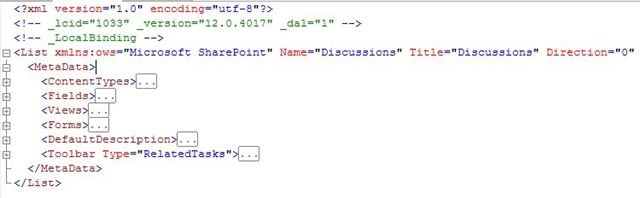 <?xml version="1.0" encoding="utf-8"?>
<!-- _lcid="1033" _version="12.0.4017" _dal="1" -->
<!-- _LocalBinding -->
<List xmlns:ows="Microsoft SharePoint" Name="Discussions" Title="Discussions" Direction="0"
<MetaData>
<ContentTypes>...
<Fields>...
<Views>...
<Forms>...
<DefaultDescription>...
<Toolbar Type="RelatedTasks">...
</MetaData>
</List>